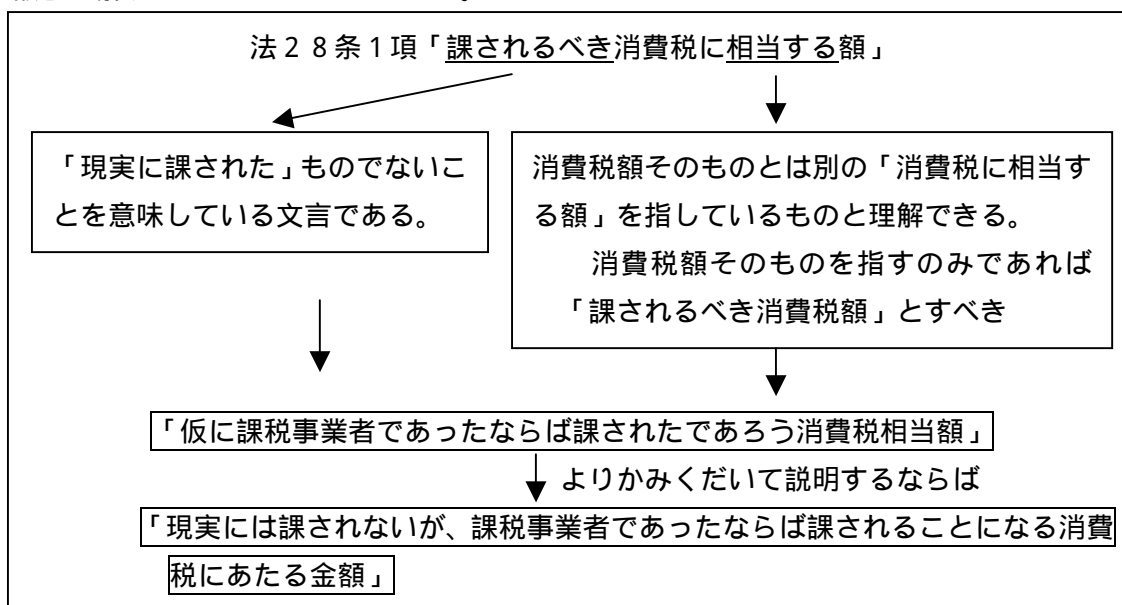 法２８条１項「課されるべき消費税に相当する額」
「現実に課された」ものでないこ
とを意味している文言である。
消費税額そのものとは別の「消費税に相当す
る額」を指しているものと理解できる。
消費税額そのものを指すのみであれば
「課されるべき消費税額」とすべき
「仮に課税事業者であったならば課されたであろう消費税相当額」
よりかみくだいて説明するならば
「現実には課されないが、課税事業者であったならば課されることになる消費
税にあたる金額」